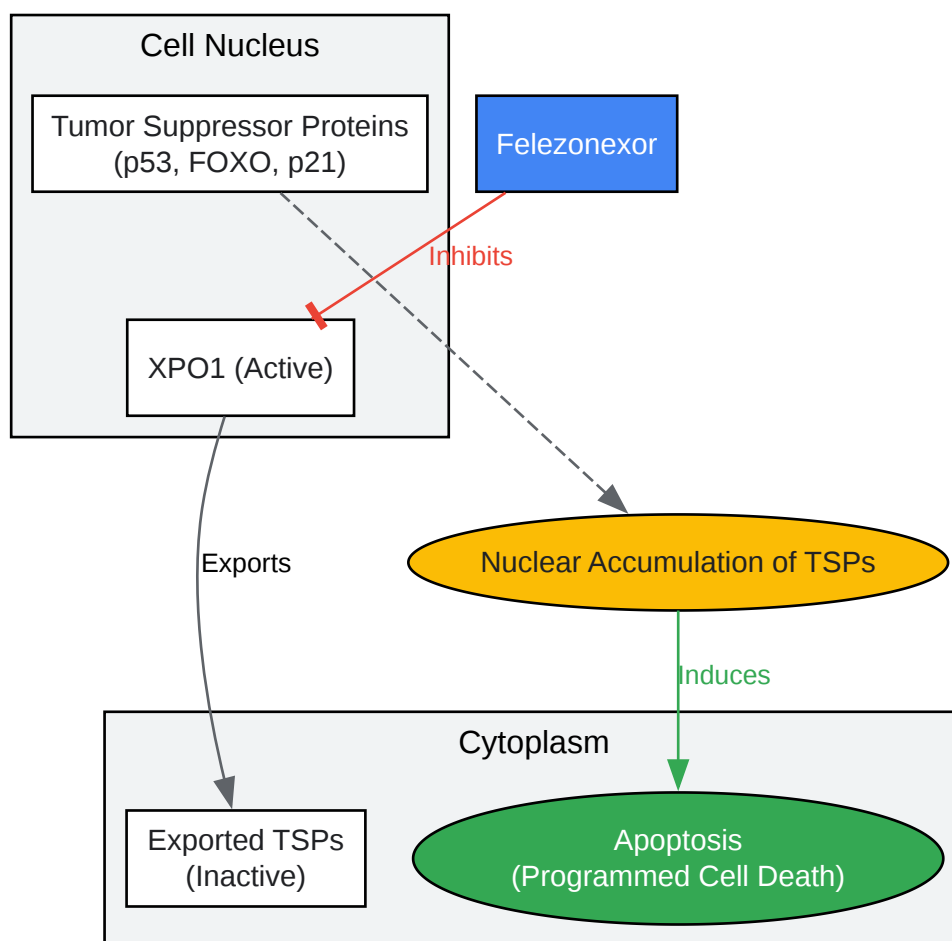 Cell Nucleus
Tumor Suppressor Proteins
(p53, FOXO, p21)
Felezonexor
Inhibits
XPO1 (Active)
Exports
Nuclear Accumulation of TSPs
Induces
Cytoplasm
Exported TSPs
(Inactive)
Apoptosis
(Programmed Cell Death)